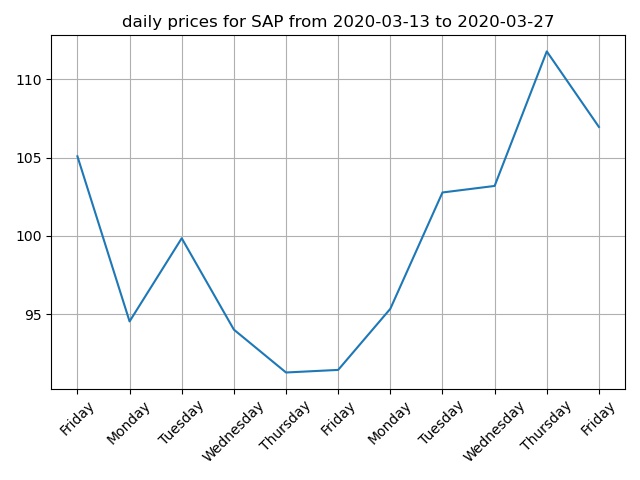 daily prices for SAP from 2020-03-13 to 2020-03-27
110
105
100
95
Friday
Monday
Tuesday
Wednesday
Thursday
Friday
Monday
Tuesday
Wednesday
Thursday
Friday